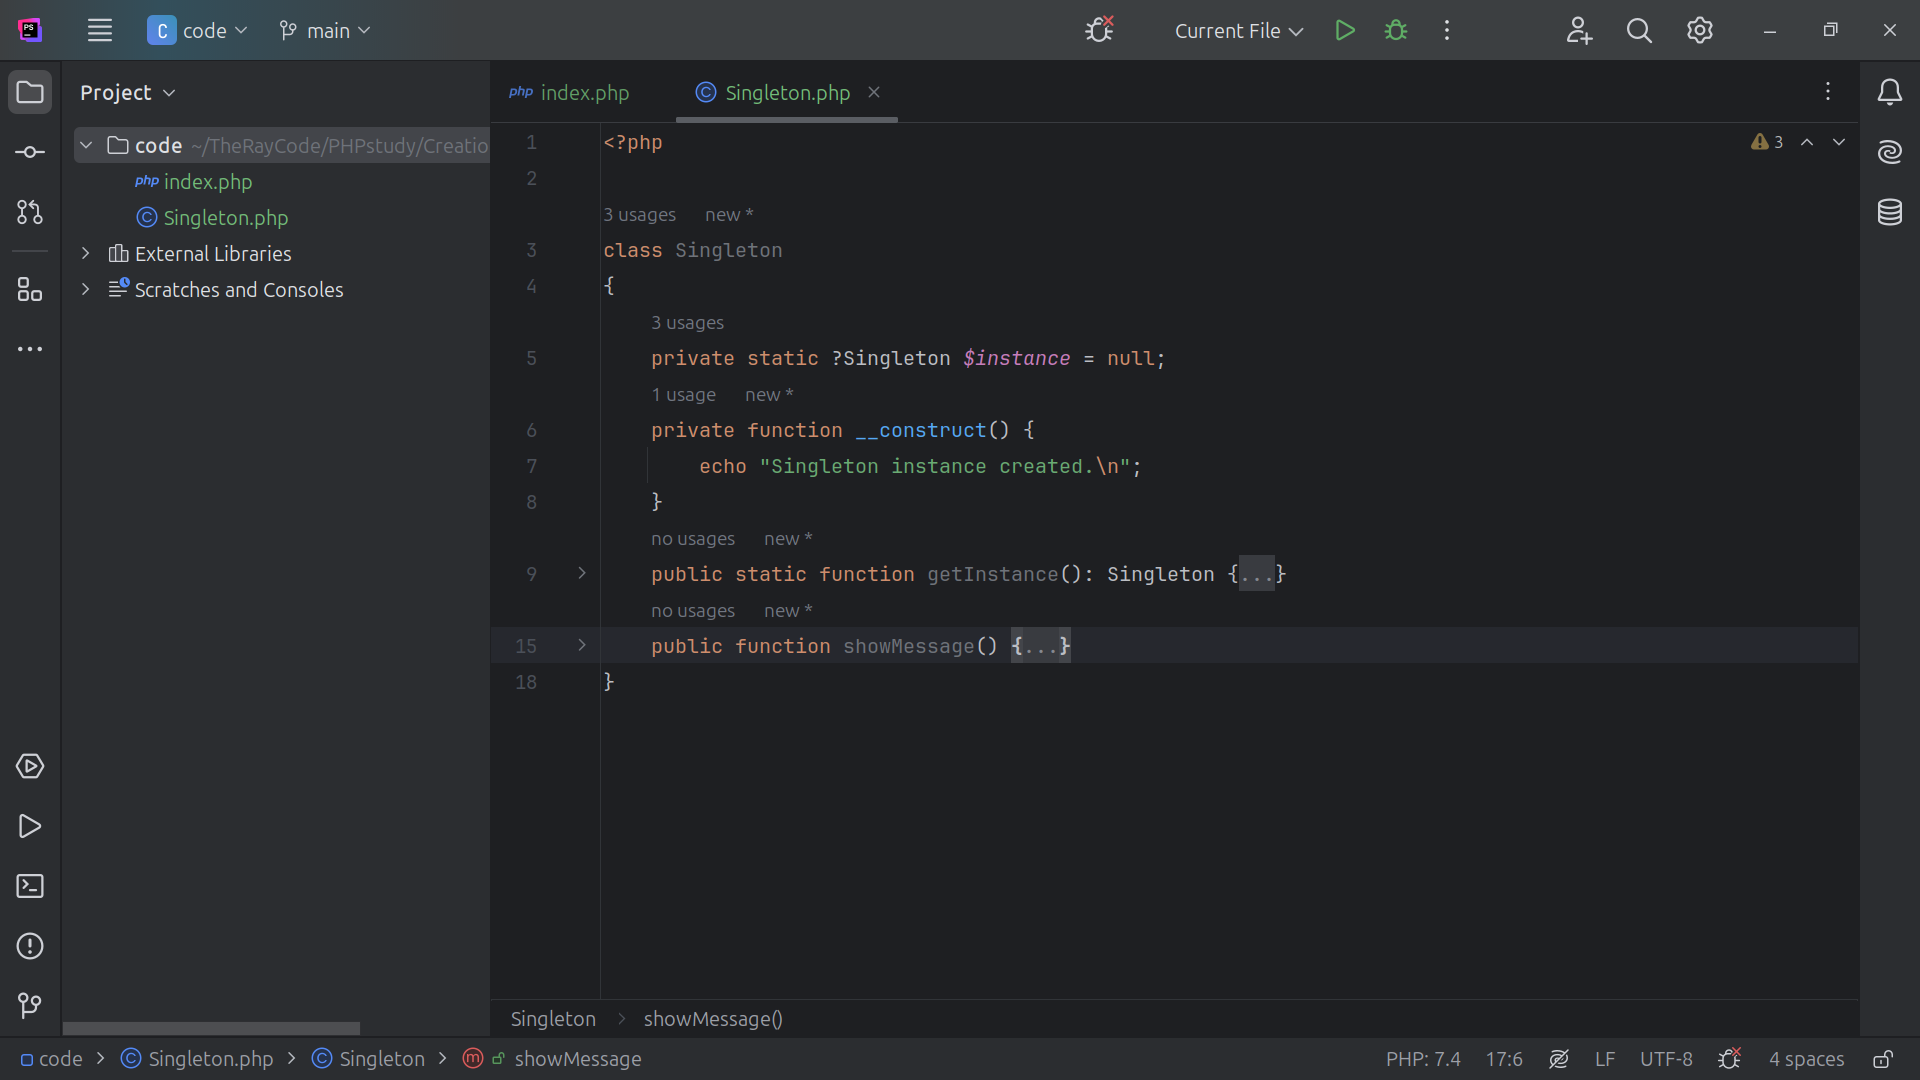 PS
C code main Current File
Project
code ~/TheRayCode/PHPstudy/Creatio
php index.php
C Singleton.php
External Libraries
Scratches and Consoles
php index.php C Singleton.php
3
1 <?php
2
3 usages new *
3 class Singleton
4 {
3 usages
5 private static ?Singleton $instance = null;
1 usage new *
6 private function __construct() {
7 echo "Singleton instance created.\n";
8 }
no usages new *
9 public static function getInstance(): Singleton {...}
no usages new *
15 public function showMessage() {...}
18 }
Singleton > showMessage()
code > C Singleton.php > C Singleton > m showMessage
PHP: 7.4 17:6 LF UTF-8 4 spaces